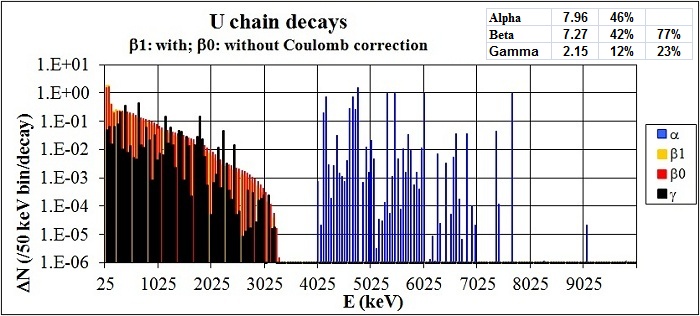 U chain decays
β1: with; β0: without Coulomb correction
Alpha 7.96 46%
Beta 7.27 42% 77%
Gamma 2.15 12% 23%
ΔN (/50 keV bin/decay)
1.E+01
1.E+00
1.E-01
1.E-02
1.E-03
1.E-04
1.E-05
1.E-06
25 1025 2025 3025 4025 5025 6025 7025 8025 9025
E (keV)
α
β1
β0
γ